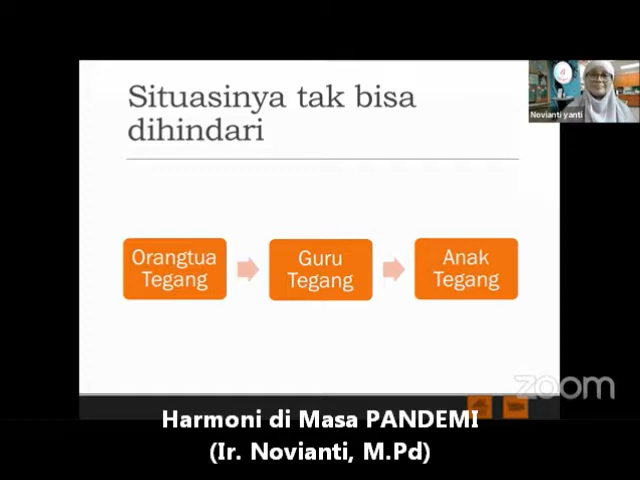 Situasinya tak bisa
dihindari
Novianti yanti
Orangtua
Tegang
Guru
Tegang
Anak
Tegang
zoom
Harmoni di Masa PANDEMI
(Ir. Novianti, M.Pd)